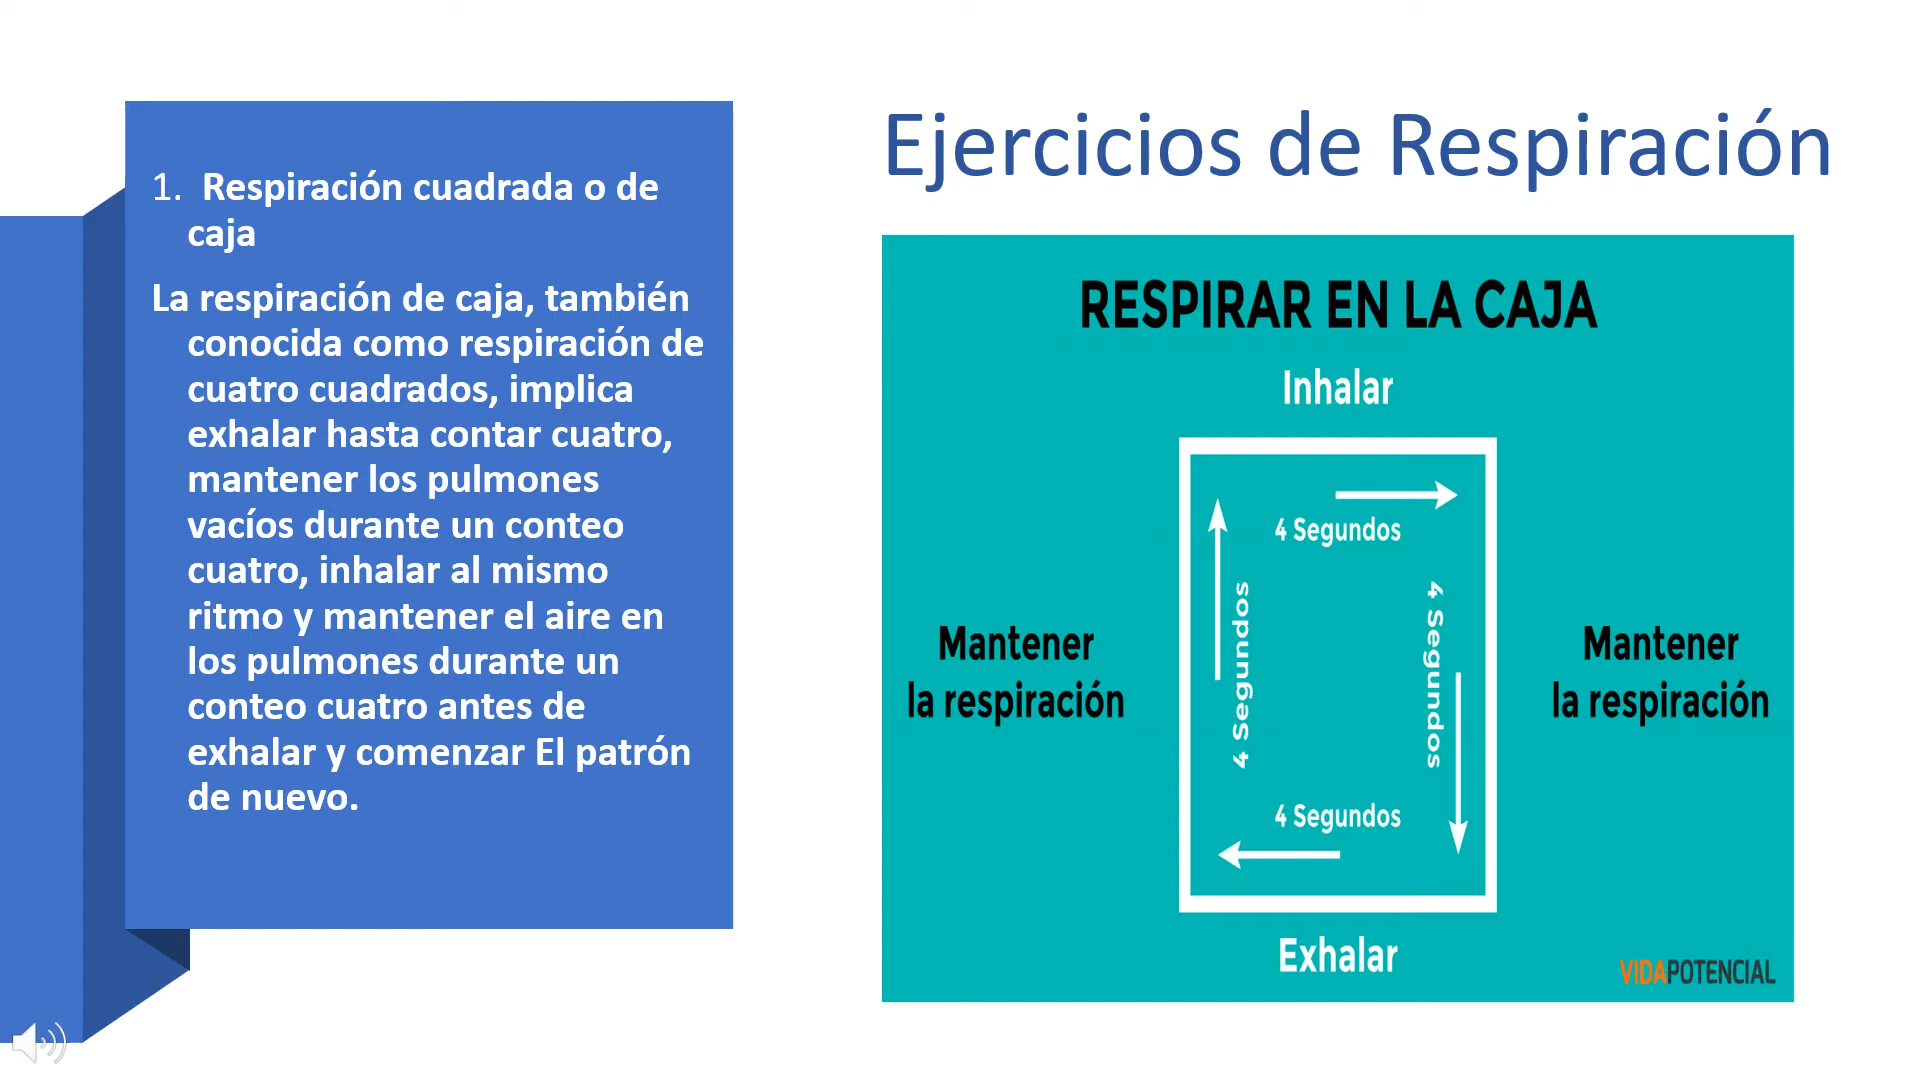 Ejercicios de Respiración
1. Respiración cuadrada o de
caja
La respiración de caja, también
conocida como respiración de
cuatro cuadrados, implica
exhalar hasta contar cuatro,
mantener los pulmones
vacíos durante un conteo
cuatro, inhalar al mismo
ritmo y mantener el aire en
los pulmones durante un
conteo cuatro antes de
exhalar y comenzar El patrón
de nuevo.
RESPIRAR EN LA CAJA
Inhalar
4 Segundos
4 Segundos
4 Segundos
Mantener
la respiración
Mantener
la respiración
4 Segundos
Exhalar
VIDAPOTENCIAL